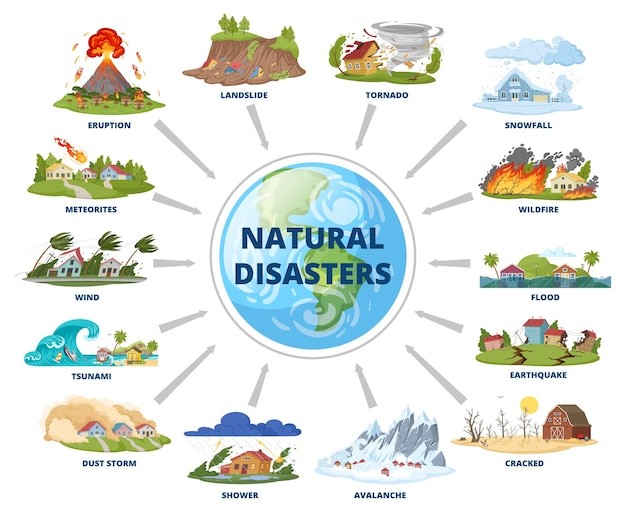 ERUPTION
LANDSLIDE
TORNADO
SNOWFALL
METEORITES
WILDFIRE
NATURAL
DISASTERS
WIND
FLOOD
TSUNAMI
EARTHQUAKE
DUST STORM
SHOWER
AVALANCHE
CRACKED